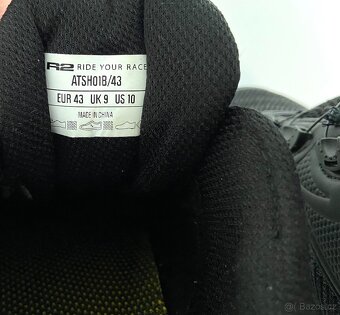 R2 RIDE YOUR RACE
ATSH01B/43
EUR 43 UK 9 US 10
MADE IN CHINA
© Bazos.cz